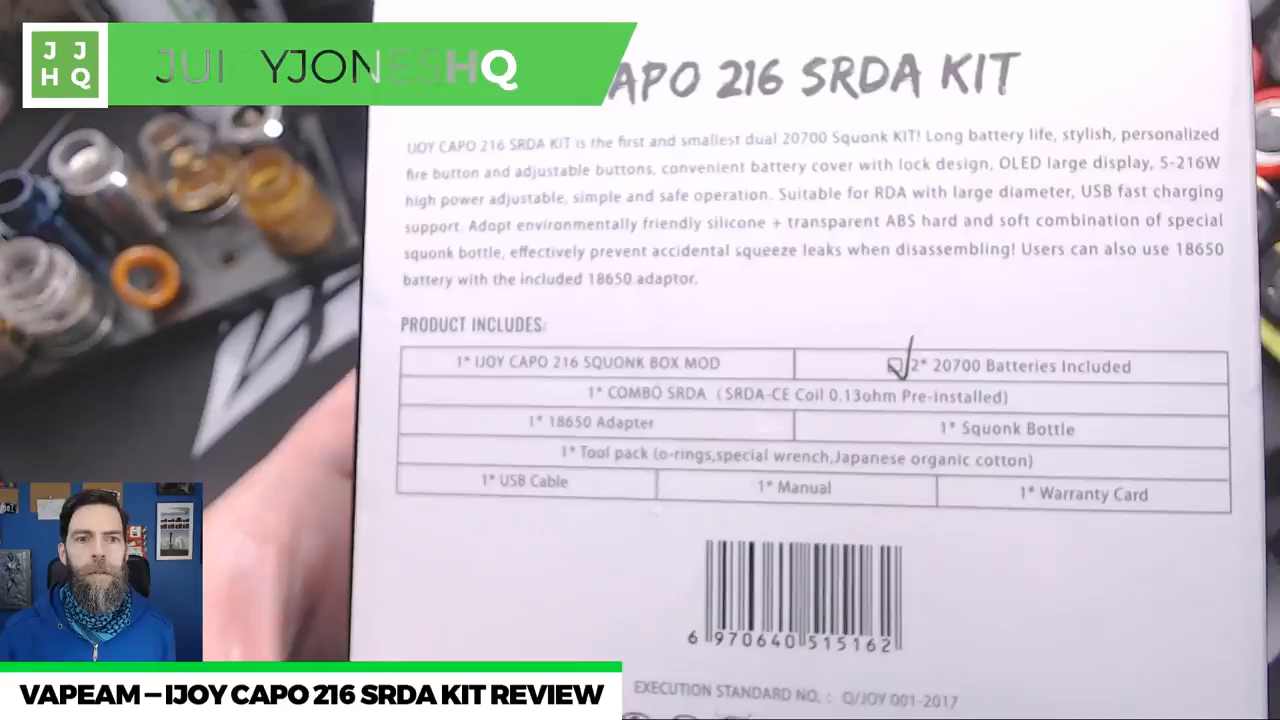 J J
H Q
JUICYJONESHQ
CAPO 216 SRDA KIT
IJOY CAPO 216 SRDA KIT is the first and smallest dual 20700 Squonk KIT! Long battery life, stylish, personalized
fire button and adjustable buttons, convenient battery cover with lock design, OLED large display, 5-216W
high power adjustable, simple and safe operation. Suitable for RDA with large diameter, USB fast charging
support. Adopt environmentally friendly silicone + transparent ABS hard and soft combination of special
squonk bottle, effectively prevent accidental squeeze leaks when disassembling! Users can also use 18650
battery with the included 18650 adaptor.
PRODUCT INCLUDES:
1* IJOY CAPO 216 SQUONK BOX MOD 2* 20700 Batteries Included
1* COMBO SRDA (SRDA-CE Coil 0.13ohm Pre-installed)
1* 18650 Adapter 1* Squonk Bottle
1* Tool pack (o-rings,special wrench,Japanese organic cotton)
1* USB Cable 1* Manual 1* Warranty Card
6 970640 515162
EXECUTION STANDARD NO. : Q/IJOY 001-2017
VAPEAM – IJOY CAPO 216 SRDA KIT REVIEW